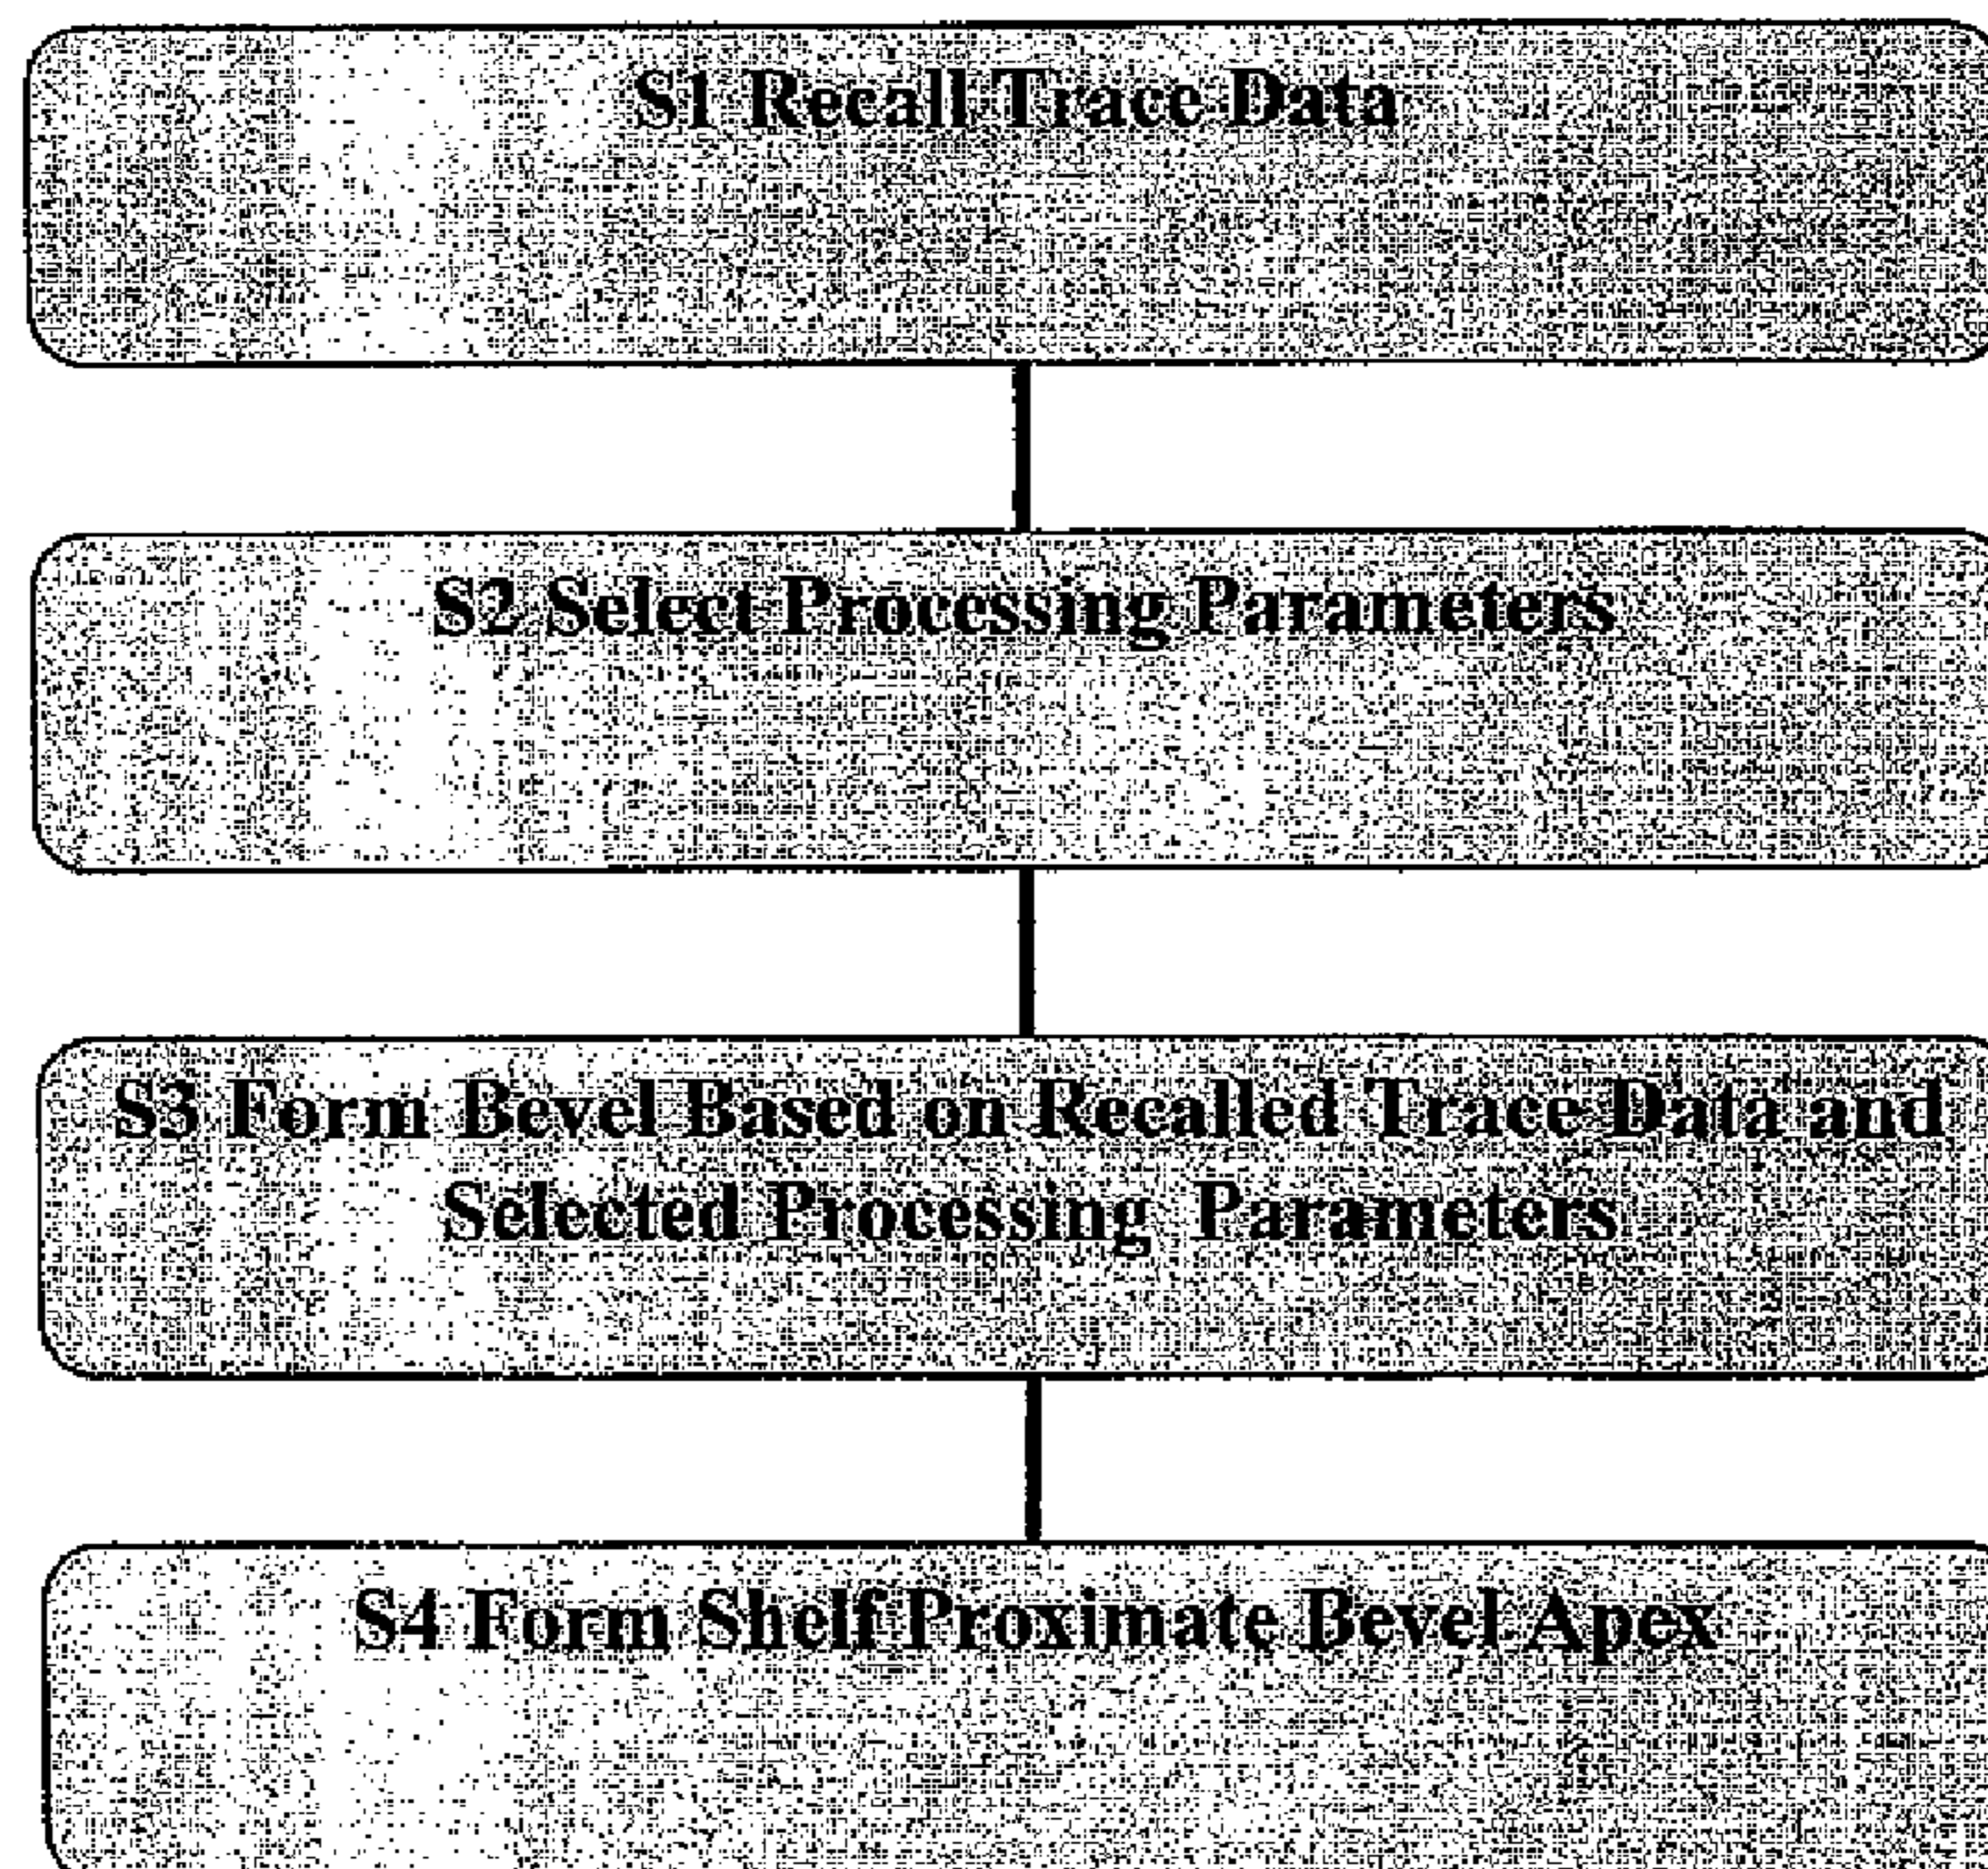 S1 Recall Trace Data
S2 Select Processing Parameters
S3 Form Bevel Based on Recalled Trace Data and
Selected Processing Parameters
S4 Form Shelf Proximate Bevel Apex